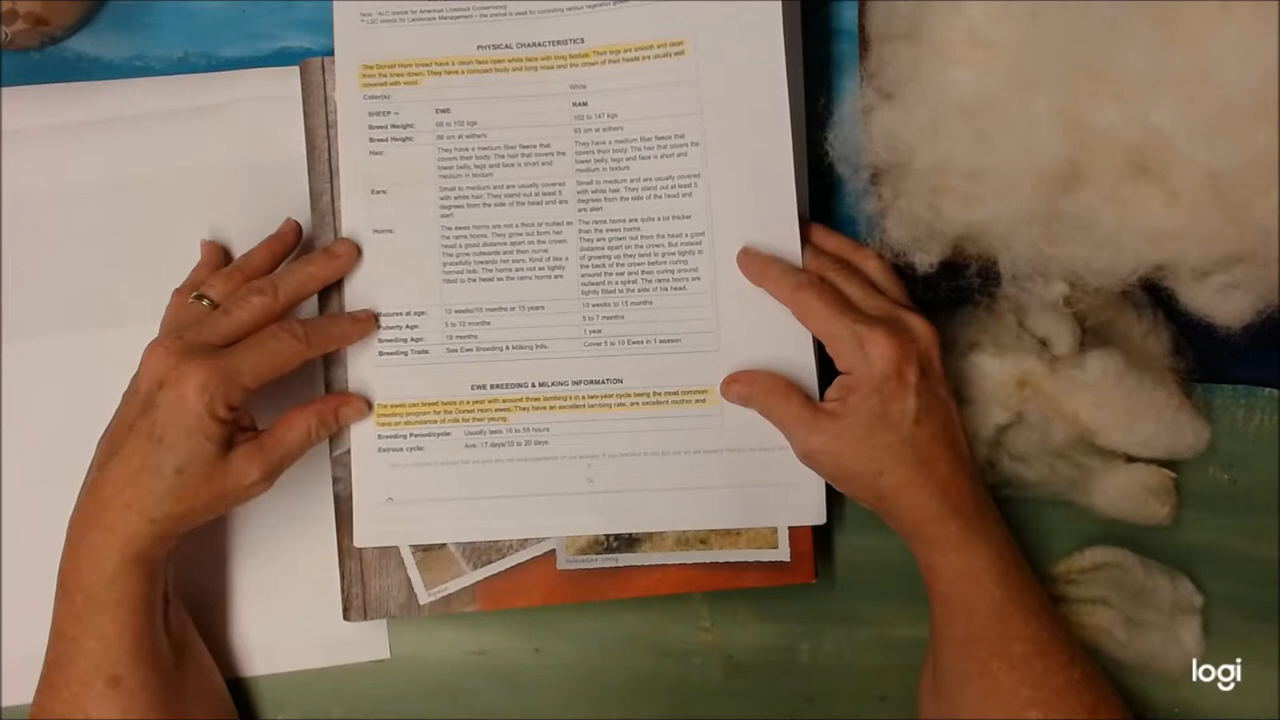 Note: *ALC stands for American Livestock Conservancy
** LSC stands for Landscape Management – the animal is used for controlling various vegetation
PHYSICAL CHARACTERISTICS
The Dorset Horn breed have a clean face open white face with long features. Their legs are smooth and clean
from the knee down. They have a compact body and long nose and the crown of their heads are usually well
covered with wool.
Color(s): White
SHEEP EWE RAM
Breed Weight: 68 to 102 kgs 102 to 147 kgs
Breed Height: cm at withers 93 cm at withers
Hair: They have a medium fiber fleece that They have a medium fiber fleece that
covers their body. The hair that covers the covers their body. The hair that covers the
lower belly, legs and face is short and lower belly, legs and face is short and
medium in texture medium in texture
Ears: Small to medium and are usually covered Small to medium and are usually covered
with white hair. They stand out at least 5 with white hair. They stand out at least 5
degrees from the side of the head and are degrees from the side of the head and
alert are alert
Horns: The ewes horns are not a thick or curled as The rams horns are quite a lot thicker
the rams horns. They grow out from her than the ewes horns.
head a good distance apart on the crown. They are grown out from the head a good
The grow outwards and then curve distance apart on the crown. But instead
gracefully towards her ears. Kind of like a of growing up they tend to grow tightly to
horned bob. The horns are not as tightly the back of the crown before curing
fitted to the head as the rams horns are around the ear and then curing around
outward in a spiral. The rams horns are
tightly fitted to the side of his head.
Matures at age: 10 weeks/15 months or 15 years 10 weeks to 15 months
Puberty Age: 5 to 12 months 5 to 7 months
Breeding Age: 18 months 1 year
Breeding Traits: See Ewe Breeding & Milking Info. Cover 5 to 10 Ewes in 1 season
EWE BREEDING & MILKING INFORMATION
The ewes can breed twice in a year with around three lambing's in a two-year cycle being the most common
breeding program for the Dorset Horn ewes. They have an excellent lambing rate, are excellent mother and
have an abundance of milk for their young.
Breeding Period/cycle: Usually lasts 16 to 59 hours
Estrous cycle: Ave. 17 days/15 to 20 days
logi